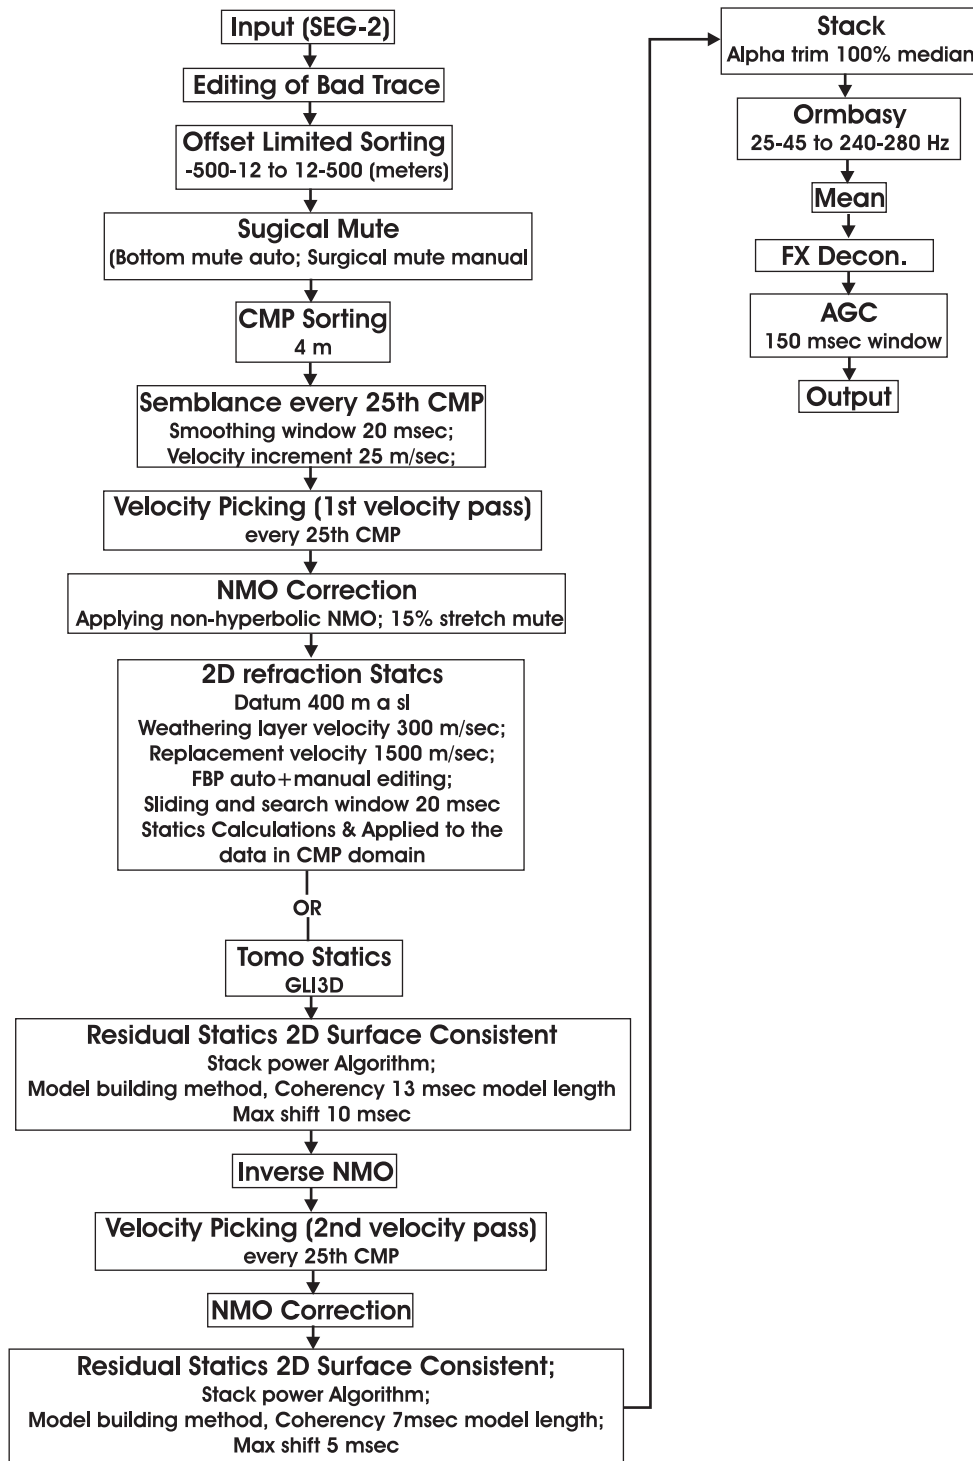 Input (SEG-2)
Editing of Bad Trace
Offset Limited Sorting
-500-12 to 12-500 (meters)
Sugical Mute
(Bottom mute auto; Surgical mute manual
CMP Sorting
4 m
Semblance every 25th CMP
Smoothing window 20 msec;
Velocity increment 25 m/sec;
Velocity Picking (1st velocity pass)
every 25th CMP
NMO Correction
Applying non-hyperbolic NMO; 15% stretch mute
2D refraction Statcs
Datum 400 m a sl
Weathering layer velocity 300 m/sec;
Replacement velocity 1500 m/sec;
FBP auto+manual editing;
Sliding and search window 20 msec
Statics Calculations & Applied to the
data in CMP domain
OR
Tomo Statics
GLI3D
Residual Statics 2D Surface Consistent
Stack power Algorithm;
Model building method, Coherency 13 msec model length
Max shift 10 msec
Inverse NMO
Velocity Picking (2nd velocity pass)
every 25th CMP
NMO Correction
Residual Statics 2D Surface Consistent;
Stack power Algorithm;
Model building method, Coherency 7msec model length;
Max shift 5 msec
Stack
Alpha trim 100% median
Ormbasy
25-45 to 240-280 Hz
Mean
FX Decon.
AGC
150 msec window
Output